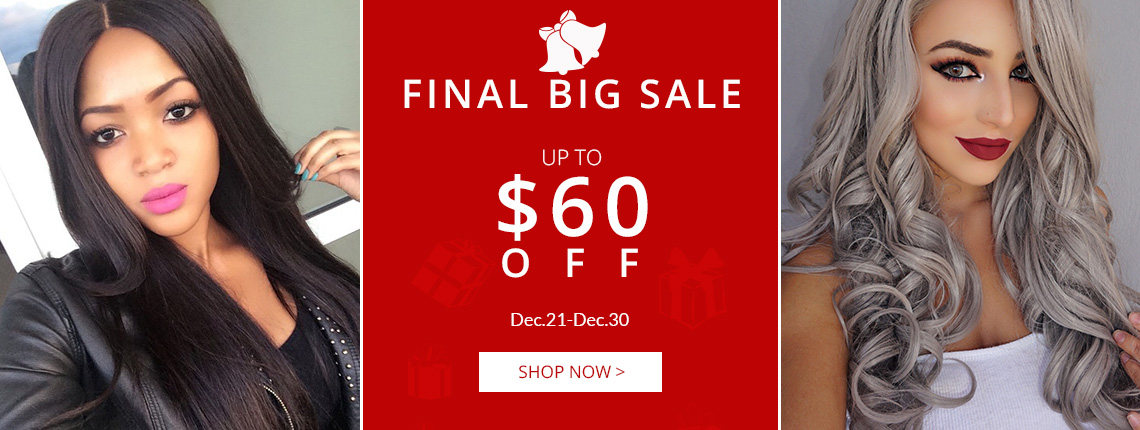 FINAL BIG SALE
UP TO
$60
OFF
Dec.21-Dec.30
SHOP NOW >